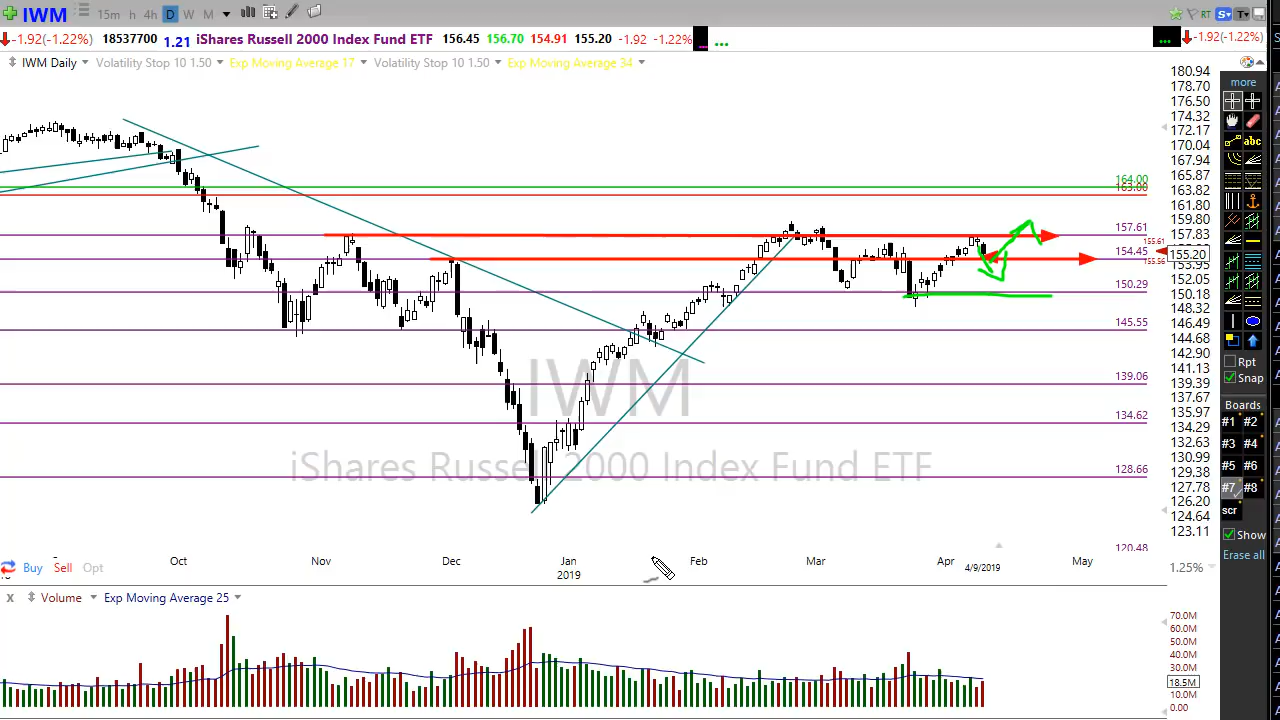 IWM 15m h 4h D W M RT S T
-1.92(-1.22%) 18537700 1.21 iShares Russell 2000 Index Fund ETF 156.45 156.70 154.91 155.20 -1.92 -1.22% ... ... -1.92(-1.22%)
IWM Daily Volatility Stop 10 1.50 Exp Moving Average 17 Volatility Stop 10 1.50 Exp Moving Average 34
more
abc
180.94
178.70
176.50
174.32
172.17
170.04
167.94
165.87
163.82
161.80
159.80
157.83
155.20
153.95
152.05
150.18
148.32
146.49
144.68
142.90
141.13
139.39
137.67
135.97
134.29
132.63
130.99
129.38
127.78
126.20
124.64
123.11
164.00
163.00
157.61
155.61
154.45
155.56
150.29
145.55
139.06
134.62
128.66
120.48
IWM
iShares Russell 2000 Index Fund ETF
Rpt
Snap
Boards
#1 #2
#3 #4
#5 #6
#7 #8
scr
Show
Erase all
Oct Nov Dec Jan Feb Mar Apr May
2019 4/9/2019
Buy Sell Opt 1.25%
x Volume Exp Moving Average 25
70.0M
60.0M
50.0M
40.0M
30.0M
18.5M
10.0M
0.00